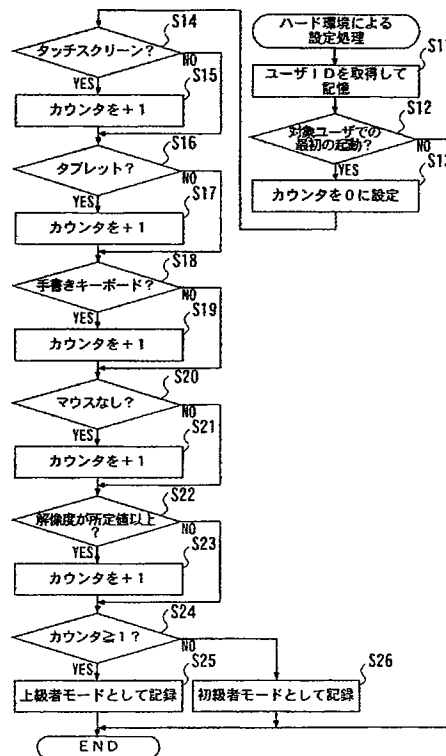 ハード環境による
設定処理
S11
ユーザIDを取得して
記憶
S12
対象ユーザでの
最初の起動?
YES
NO
S13
カウンタを0に設定
S14
タッチスクリーン?
YES
NO
S15
カウンタを+1
S16
タブレット?
YES
NO
S17
カウンタを+1
S18
手書きキーボード?
YES
NO
S19
カウンタを+1
S20
マウスなし?
YES
NO
S21
カウンタを+1
S22
解像度が所定値以上
?
YES
NO
S23
カウンタを+1
S24
カウンタ≧1?
YES
NO
S25
上級者モードとして記録
S26
初級者モードとして記録
END